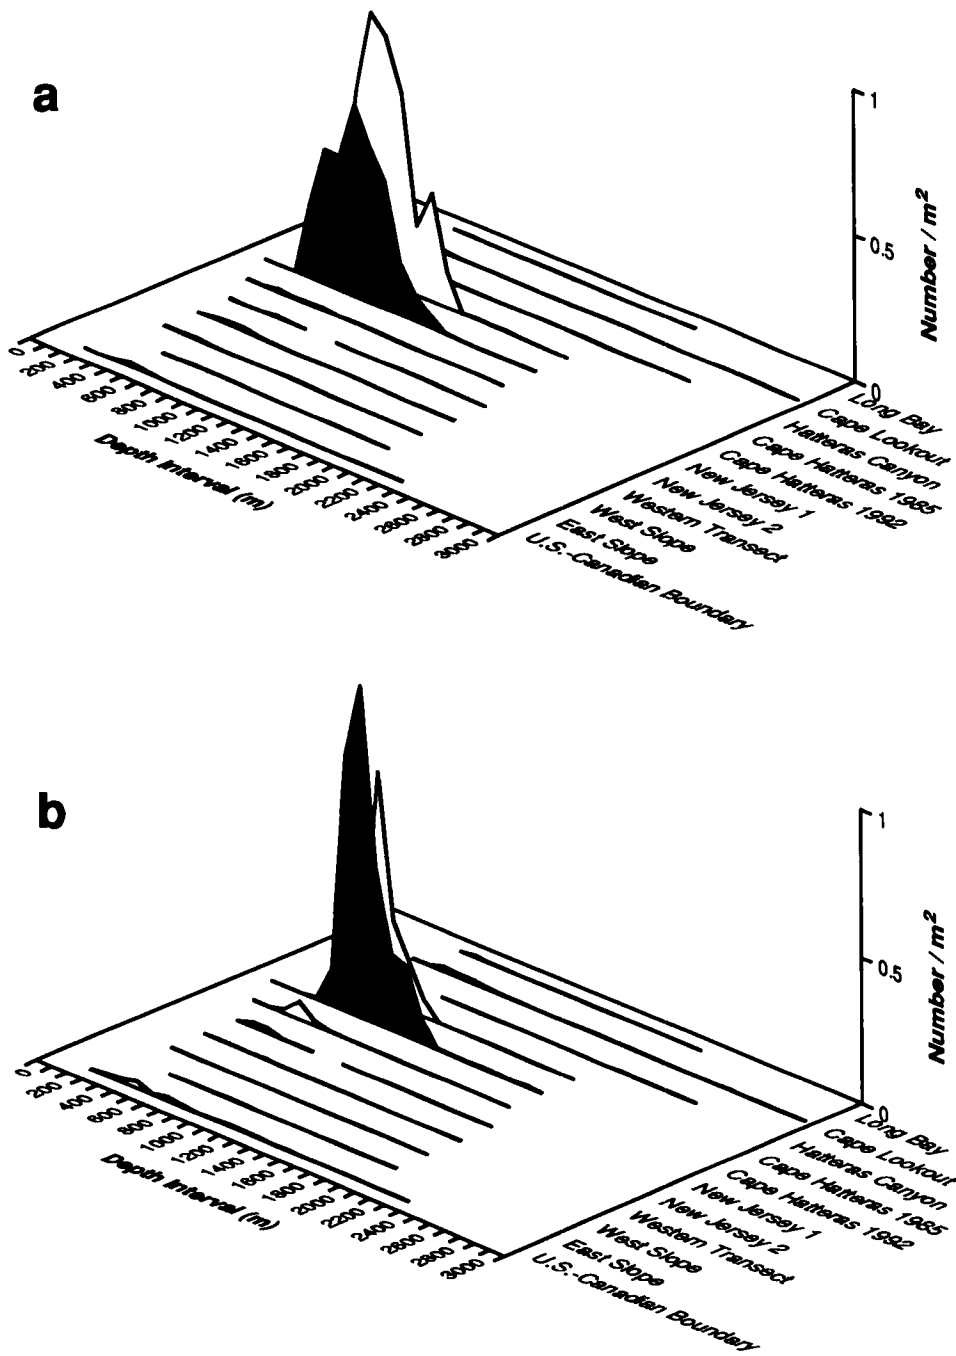 a
1
0.5
0
Number / m²
0
200
400
600
800
1000
1200
1400
1600
1800
2000
2200
2400
2600
2800
3000
Depth Interval (m)
Long Bay
Cape Lookout
Hatteras Canyon
Cape Hatteras 1985
Cape Hatteras 1992
New Jersey 1
New Jersey 2
Western Transect
West Slope
East Slope
U.S.-Canadian Boundary
b
1
0.5
0
Number / m²
0
200
400
600
800
1000
1200
1400
1600
1800
2000
2200
2400
2600
2800
3000
Depth Interval (m)
Long Bay
Cape Lookout
Hatteras Canyon
Cape Hatteras 1985
Cape Hatteras 1992
New Jersey 1
New Jersey 2
Western Transect
West Slope
East Slope
U.S.-Canadian Boundary